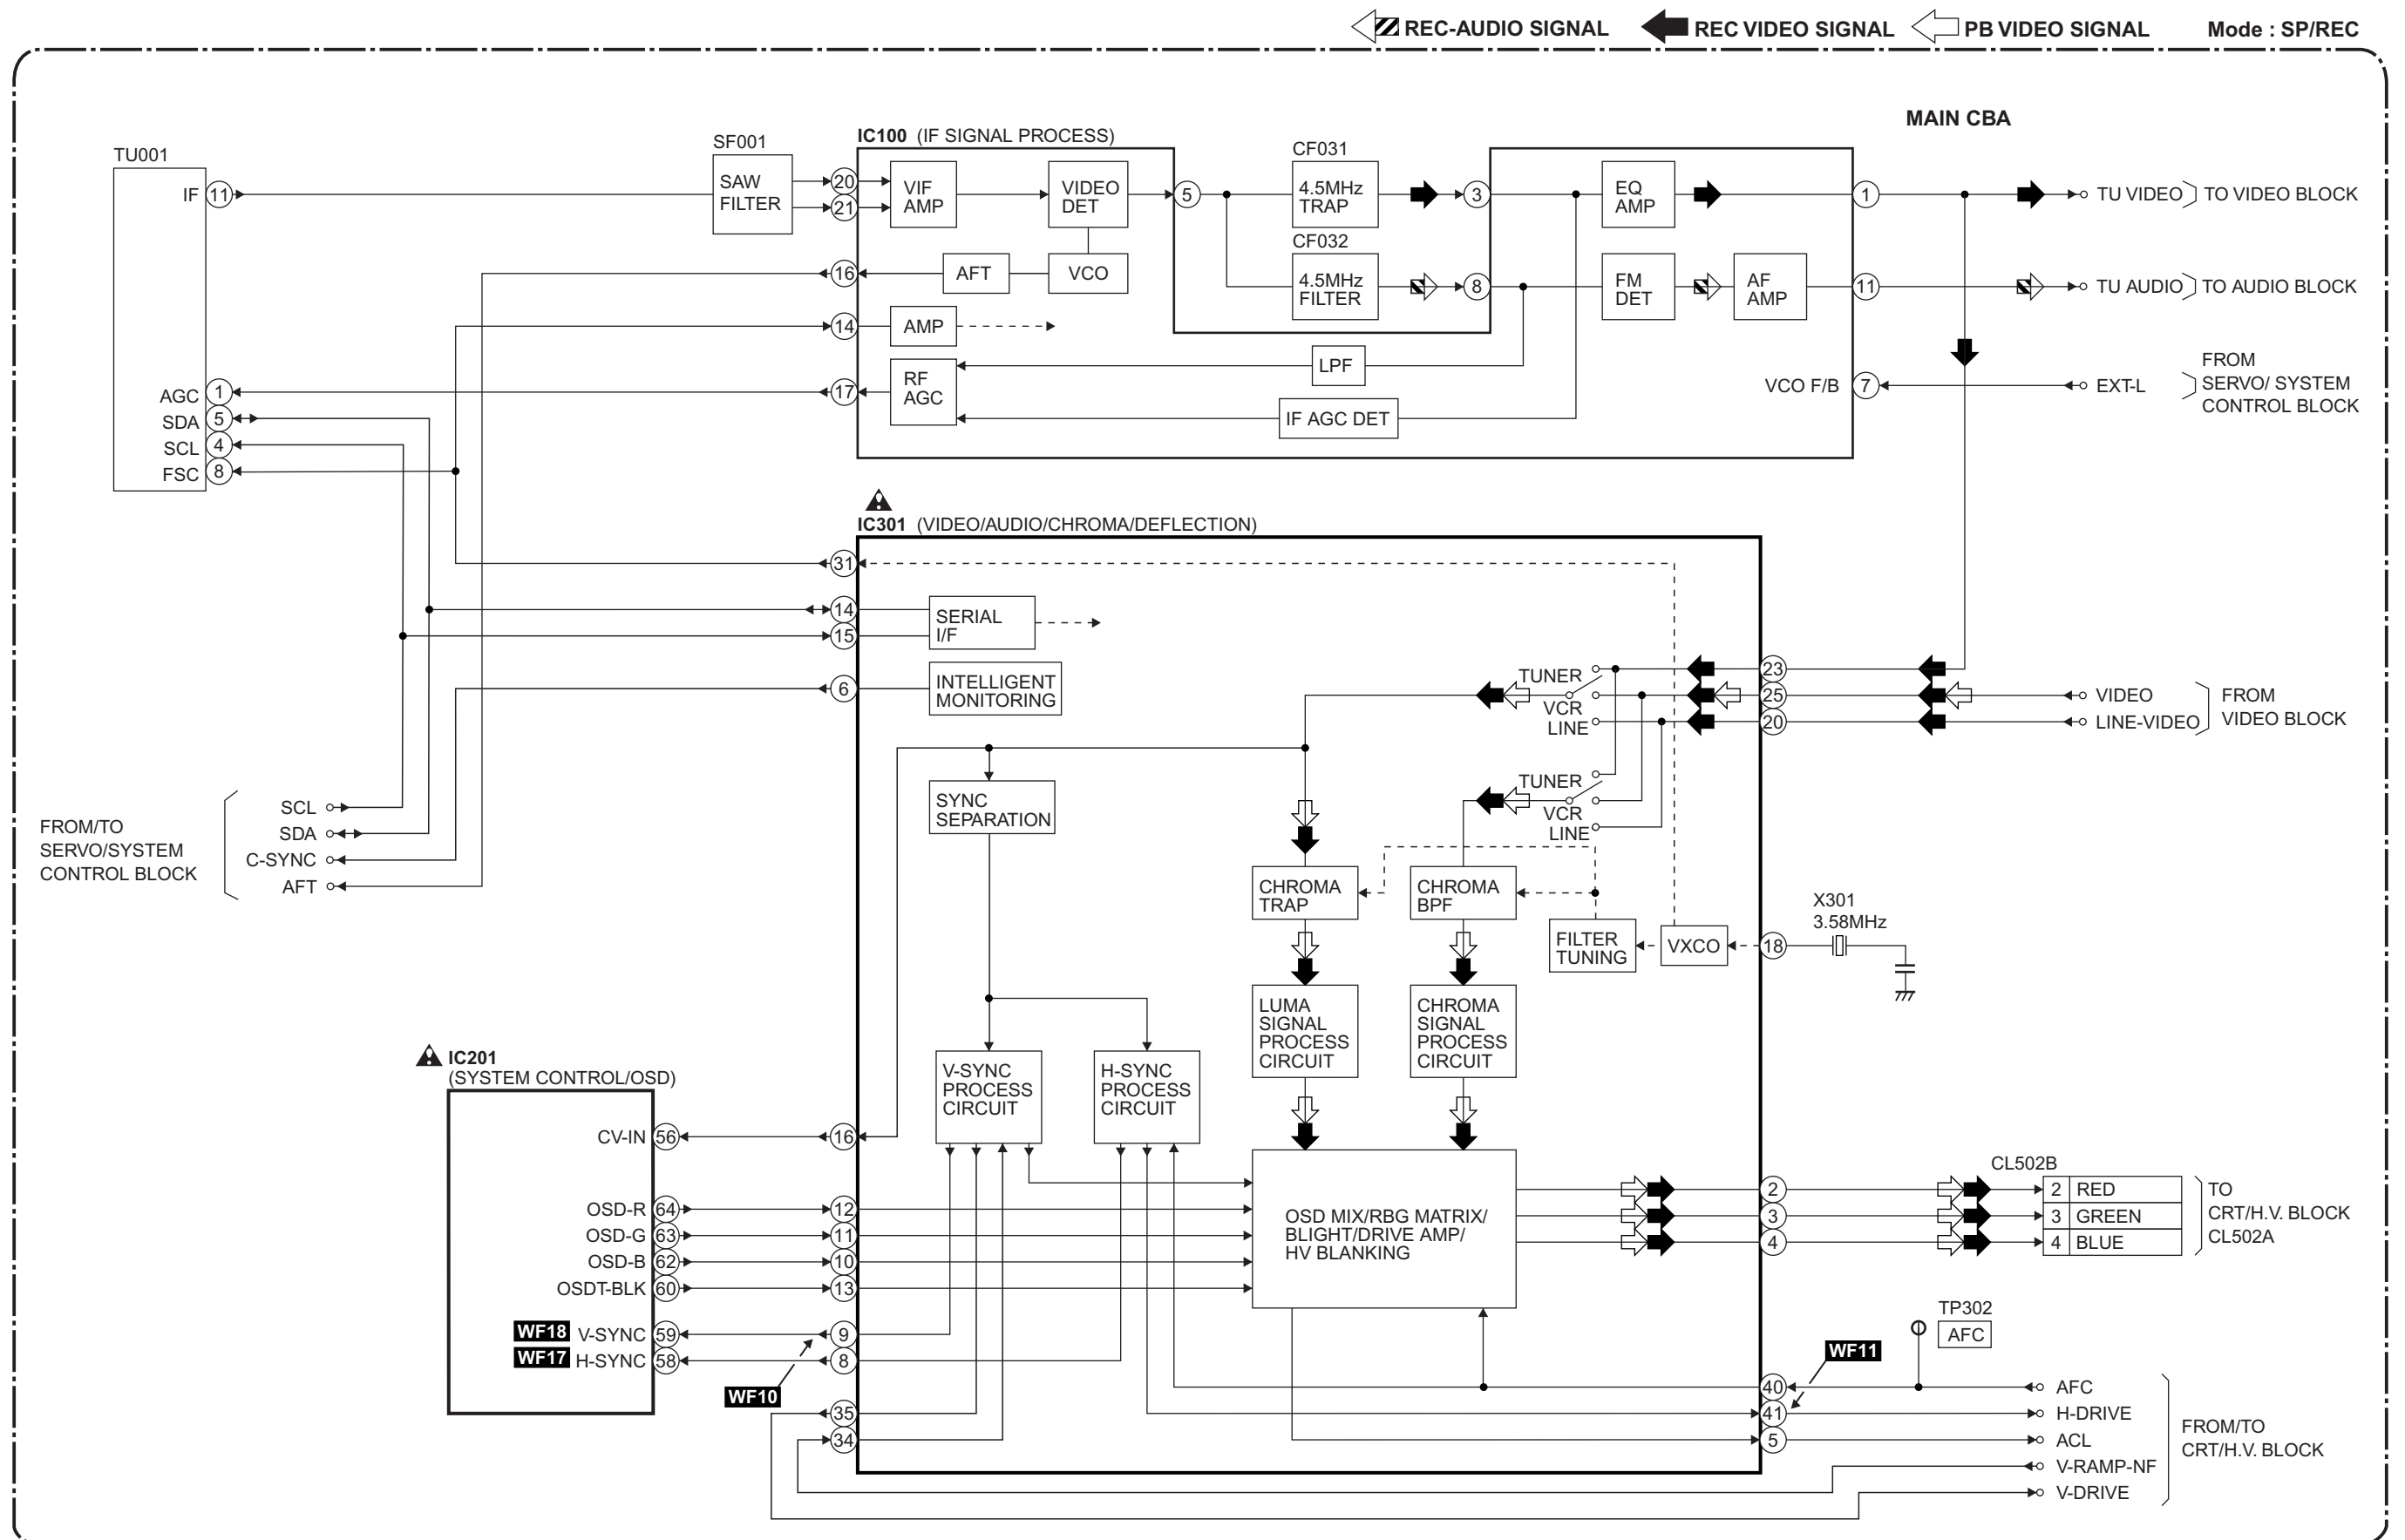 REC-AUDIO SIGNAL
REC VIDEO SIGNAL
PB VIDEO SIGNAL
Mode : SP/REC
MAIN CBA
TU001
IF
11
AGC
1
SDA
5
SCL
4
FSC
8
SF001
SAW
FILTER
IC100 (IF SIGNAL PROCESS)
20
21
VIF
AMP
VIDEO
DET
5
16
AFT
VCO
14
AMP
17
RF
AGC
CF031
4.5MHz
TRAP
3
CF032
4.5MHz
FILTER
8
LPF
IF AGC DET
EQ
AMP
FM
DET
AF
AMP
1
11
VCO F/B
7
TU VIDEO
TO VIDEO BLOCK
TU AUDIO
TO AUDIO BLOCK
EXT-L
FROM
SERVO/ SYSTEM
CONTROL BLOCK
IC301 (VIDEO/AUDIO/CHROMA/DEFLECTION)
31
14
15
SERIAL
I/F
6
INTELLIGENT
MONITORING
TUNER
VCR
LINE
23
25
20
VIDEO
LINE-VIDEO
FROM
VIDEO BLOCK
TUNER
VCR
LINE
SYNC
SEPARATION
FROM/TO
SERVO/SYSTEM
CONTROL BLOCK
SCL
SDA
C-SYNC
AFT
CHROMA
TRAP
CHROMA
BPF
FILTER
TUNING
VXCO
18
X301
3.58MHz
LUMA
SIGNAL
PROCESS
CIRCUIT
CHROMA
SIGNAL
PROCESS
CIRCUIT
V-SYNC
PROCESS
CIRCUIT
H-SYNC
PROCESS
CIRCUIT
IC201
(SYSTEM CONTROL/OSD)
CV-IN
56
16
OSD-R
64
12
OSD-G
63
11
OSD-B
62
10
OSDT-BLK
60
13
WF18
V-SYNC
59
9
WF17
H-SYNC
58
8
WF10
35
34
OSD MIX/RBG MATRIX/
BLIGHT/DRIVE AMP/
HV BLANKING
2
3
4
CL502B
2 RED
3 GREEN
4 BLUE
TO
CRT/H.V. BLOCK
CL502A
TP302
AFC
WF11
40
41
5
AFC
H-DRIVE
ACL
V-RAMP-NF
V-DRIVE
FROM/TO
CRT/H.V. BLOCK